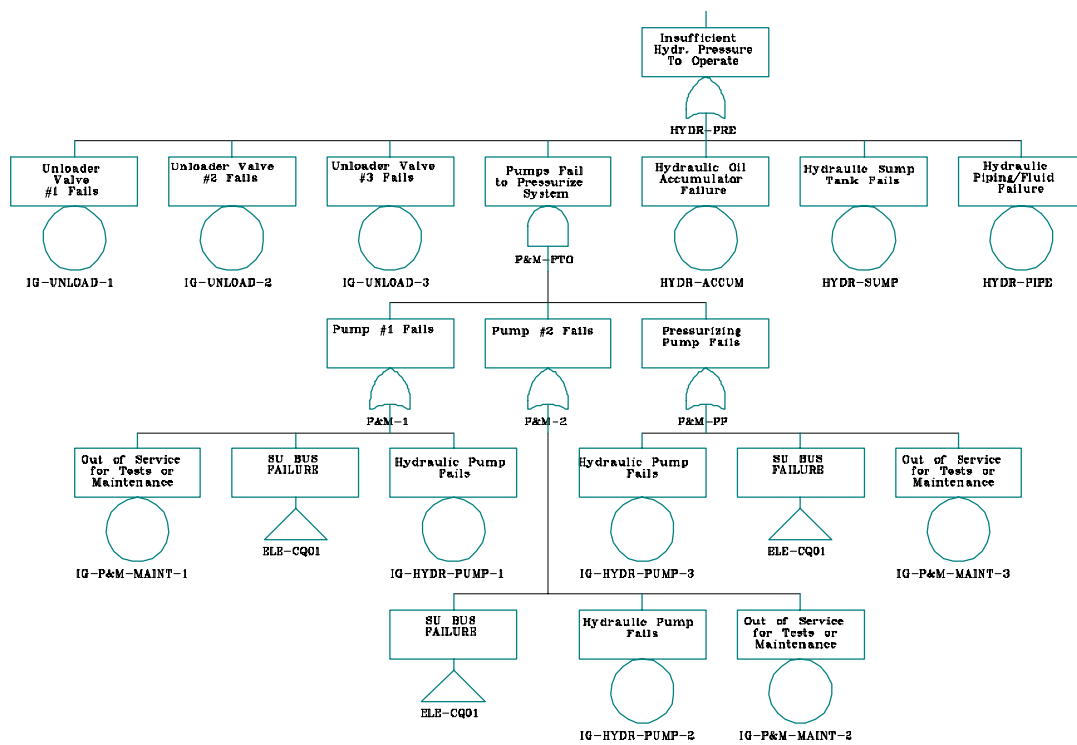 Insufficient
Hydr. Pressure
To Operate
HYDR-PRE
Unloader
Valve
#1 Fails
IG-UNLOAD-1
Unloader Valve
#2 Fails
IG-UNLOAD-2
Unloader Valve
#3 Fails
IG-UNLOAD-3
Pumps Fail
to Pressurize
System
P&M-PTO
Hydraulic Oil
Accumulator
Failure
HYDR-ACCUM
Hydraulic Sump
Tank Fails
HYDR-SUMP
Hydraulic
Piping/Fluid
Failure
HYDR-PIPE
Pump #1 Fails
P&M-1
Pump #2 Fails
P&M-2
Pressurizing
Pump Fails
P&M-PP
Out of Service
for Tests or
Maintenance
IG-P&M-MAINT-1
SU BUS
FAILURE
ELE-CQ01
Hydraulic Pump
Fails
IG-HYDR-PUMP-1
Hydraulic Pump
Fails
IG-HYDR-PUMP-3
SU BUS
FAILURE
ELE-CQ01
Out of Service
for Tests or
Maintenance
IG-P&M-MAINT-3
SU BUS
FAILURE
ELE-CQ01
Hydraulic Pump
Fails
IG-HYDR-PUMP-2
Out of Service
for Tests or
Maintenance
IG-P&M-MAINT-2